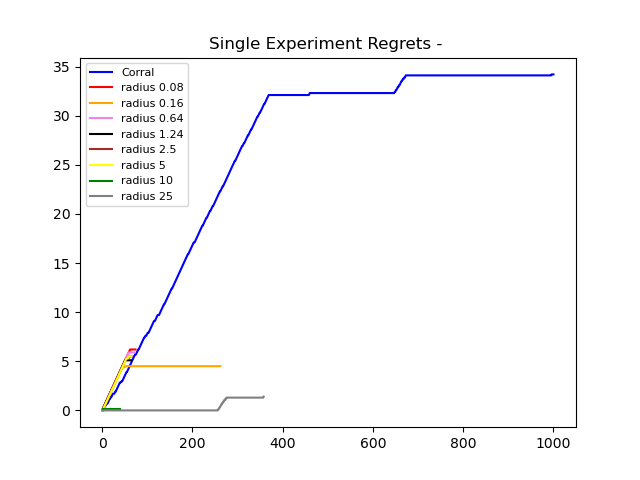 Single Experiment Regrets -
35
30
25
20
15
10
5
0
Corral
radius 0.08
radius 0.16
radius 0.64
radius 1.24
radius 2.5
radius 5
radius 10
radius 25
0 200 400 600 800 1000